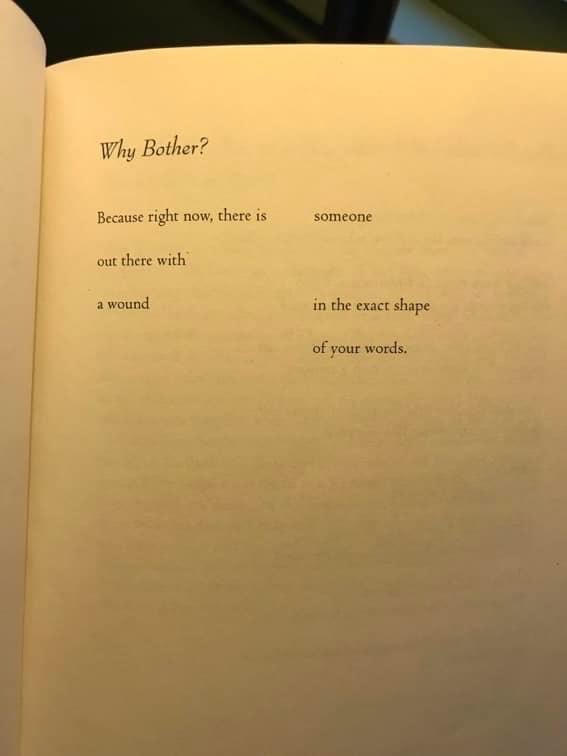 Why Bother?
Because right now, there is someone
out there with
a wound in the exact shape
of your words.